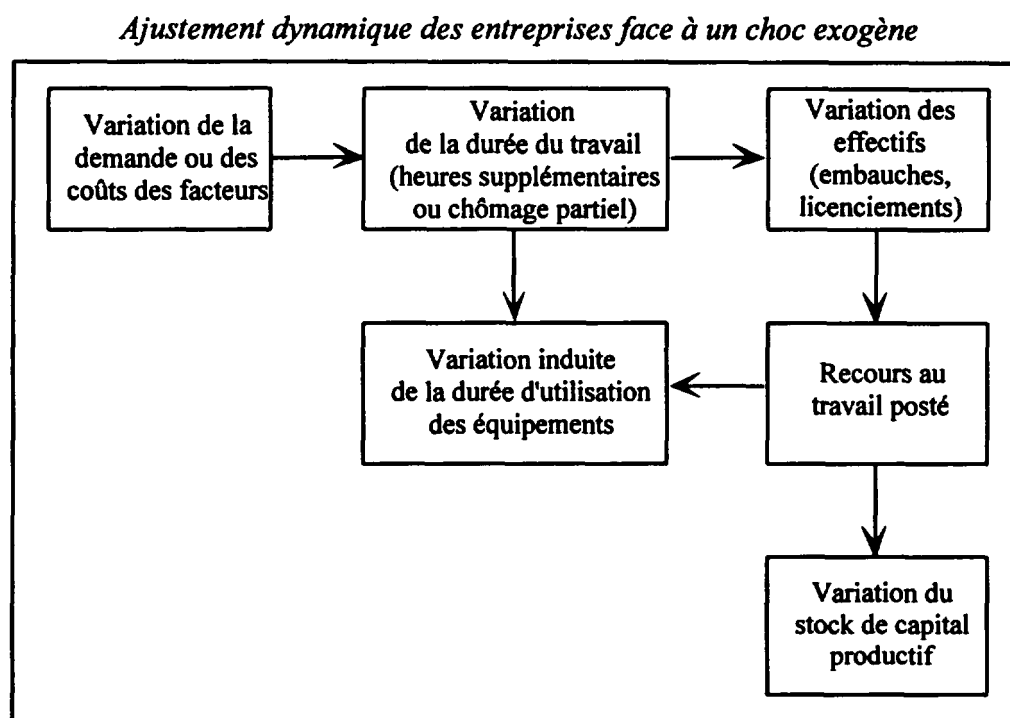 Ajustement dynamique des entreprises face à un choc exogène
Variation de la
demande ou des
coûts des facteurs
Variation
de la durée du travail
(heures supplémentaires
ou chômage partiel)
Variation des
effectifs
(embauches,
licenciements)
Variation induite
de la durée d'utilisation
des équipements
Recours au
travail posté
Variation du
stock de capital
productif